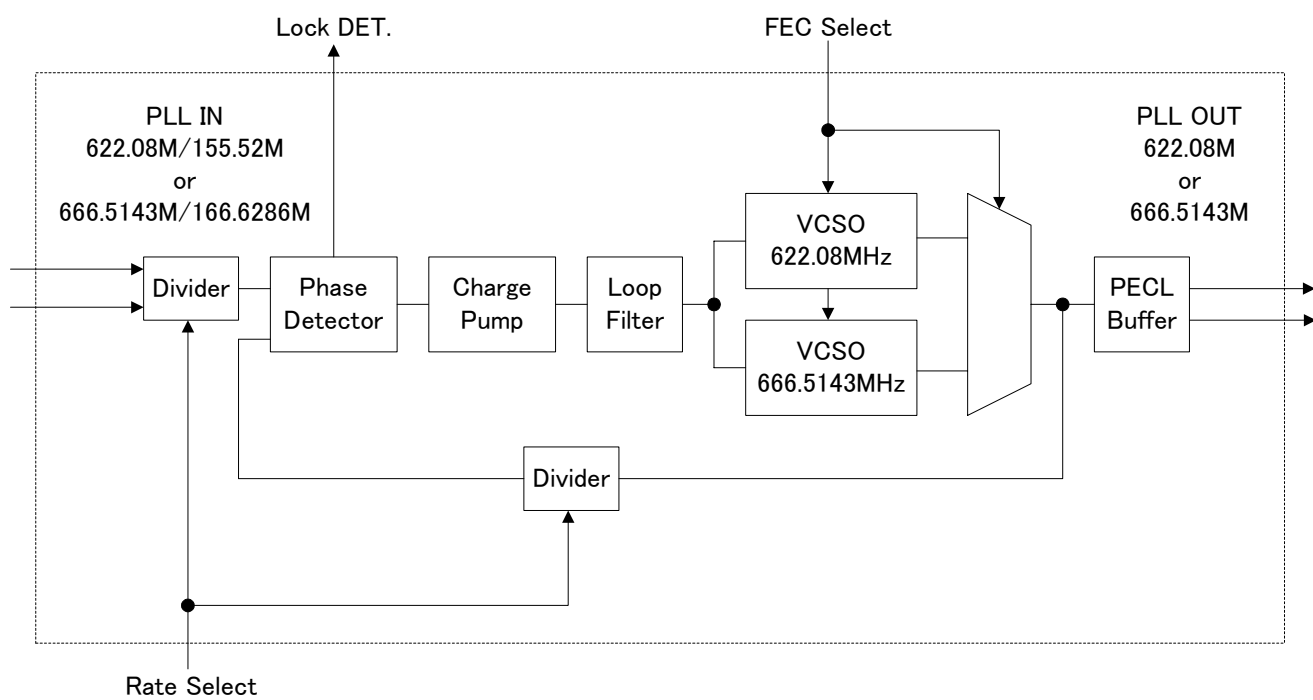 Lock DET.
FEC Select
PLL IN
622.08M/155.52M
or
666.5143M/166.6286M
PLL OUT
622.08M
or
666.5143M
Divider
Phase
Detector
Charge
Pump
Loop
Filter
VCSO
622.08MHz
VCSO
666.5143MHz
PECL
Buffer
Divider
Rate Select